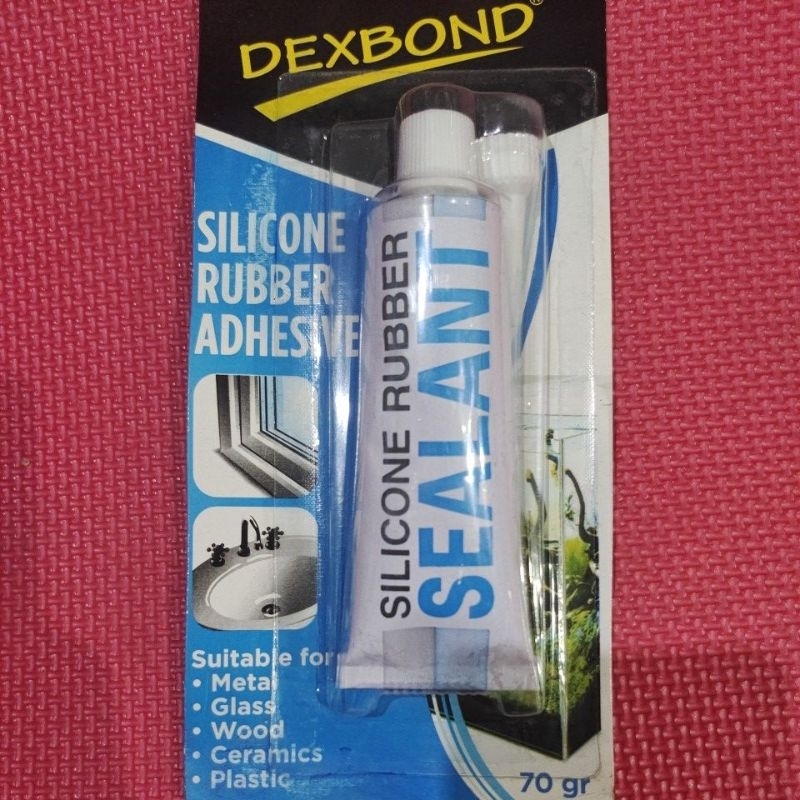 DEXBOND®
SILICONE
RUBBER
ADHESIVE
SILICONE RUBBER
SEALANT
Suitable for
• Metal
• Glass
• Wood
• Ceramics
• Plastic
70 gr